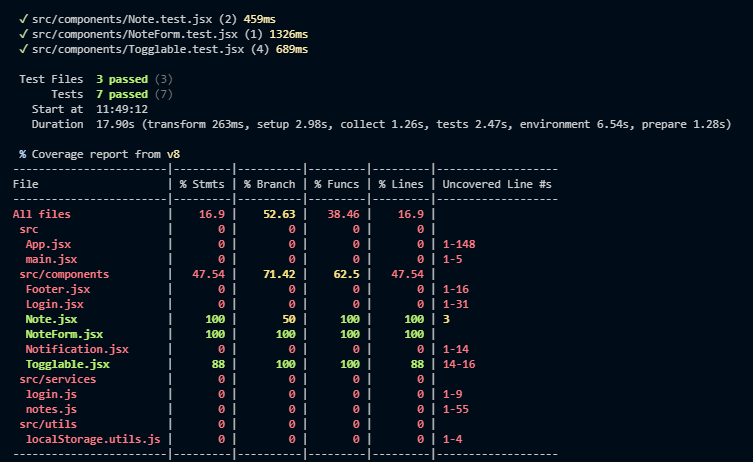 ✓ src/components/Note.test.jsx (2) 459ms
✓ src/components/NoteForm.test.jsx (1) 1326ms
✓ src/components/Togglable.test.jsx (4) 689ms
Test Files  3 passed (3)
Tests  7 passed (7)
Start at  11:49:12
Duration  17.90s (transform 263ms, setup 2.98s, collect 1.26s, tests 2.47s, environment 6.54s, prepare 1.28s)
% Coverage report from v8
------------------------|---------|----------|---------|---------|-------------------
File                    | % Stmts | % Branch | % Funcs | % Lines | Uncovered Line #s
------------------------|---------|----------|---------|---------|-------------------
All files               |    16.9 |    52.63 |   38.46 |    16.9 |
 src                    |       0 |        0 |       0 |       0 |
  App.jsx               |       0 |        0 |       0 |       0 | 1-148
  main.jsx              |       0 |        0 |       0 |       0 | 1-5
 src/components         |   47.54 |    71.42 |    62.5 |   47.54 |
  Footer.jsx            |       0 |        0 |       0 |       0 | 1-16
  Login.jsx             |       0 |        0 |       0 |       0 | 1-31
  Note.jsx              |     100 |       50 |     100 |     100 | 3
  NoteForm.jsx          |     100 |      100 |     100 |     100 |
  Notification.jsx      |       0 |        0 |       0 |       0 | 1-14
  Togglable.jsx         |      88 |      100 |     100 |      88 | 14-16
 src/services           |       0 |        0 |       0 |       0 |
  login.js              |       0 |        0 |       0 |       0 | 1-9
  notes.js              |       0 |        0 |       0 |       0 | 1-55
 src/utils              |       0 |        0 |       0 |       0 |
  localStorage.utils.js |       0 |        0 |       0 |       0 | 1-4
------------------------|---------|----------|---------|---------|-------------------